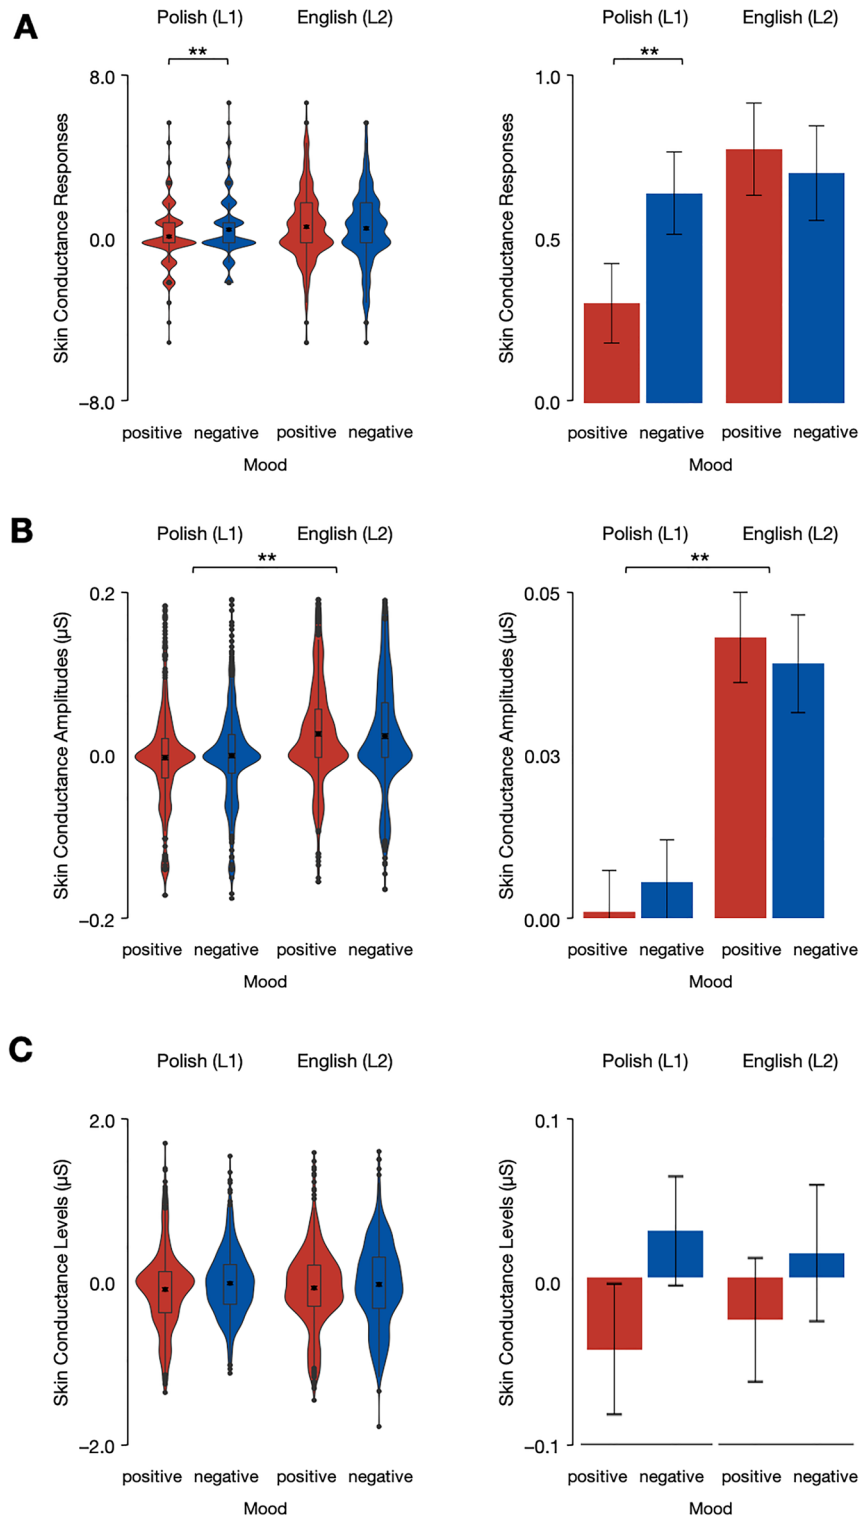 A
Polish (L1) English (L2)
**
8.0
0.0
−8.0
Skin Conductance Responses
positive negative positive negative
Mood
Polish (L1) English (L2)
**
1.0
0.5
0.0
Skin Conductance Responses
positive negative positive negative
Mood
B
Polish (L1) English (L2)
**
0.2
0.0
−0.2
Skin Conductance Amplitudes (µS)
positive negative positive negative
Mood
Polish (L1) English (L2)
**
0.05
0.03
0.00
Skin Conductance Amplitudes (µS)
positive negative positive negative
Mood
C
Polish (L1) English (L2)
2.0
0.0
−2.0
Skin Conductance Levels (µS)
positive negative positive negative
Mood
Polish (L1) English (L2)
0.1
0.0
−0.1
Skin Conductance Levels (µS)
positive negative positive negative
Mood